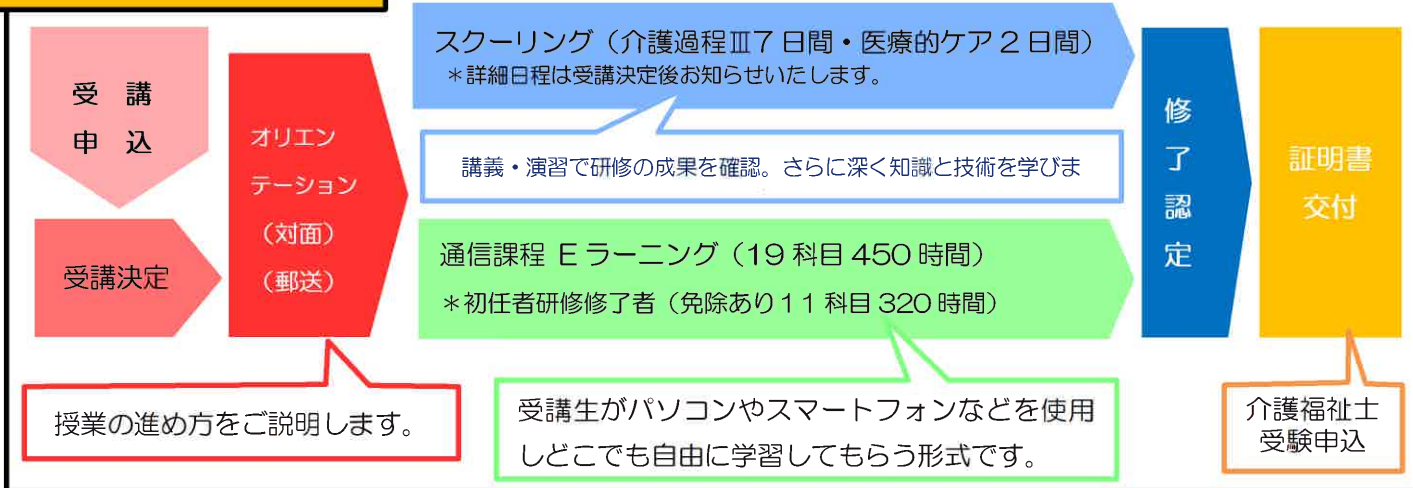 受　講
申　込
受講決定
オリエン
テーション
（対面）
（郵送）
授業の進め方をご説明します。
スクーリング（介護過程Ⅲ7日間・医療的ケア2日間）
＊詳細日程は受講決定後お知らせいたします。
講義・演習で研修の成果を確認。さらに深く知識と技術を学びま
通信課程 Eラーニング（19科目450時間）
＊初任者研修修了者（免除あり11科目320時間）
受講生がパソコンやスマートフォンなどを使用
しどこでも自由に学習してもらう形式です。
修
了
認
定
証明書
交付
介護福祉士
受験申込